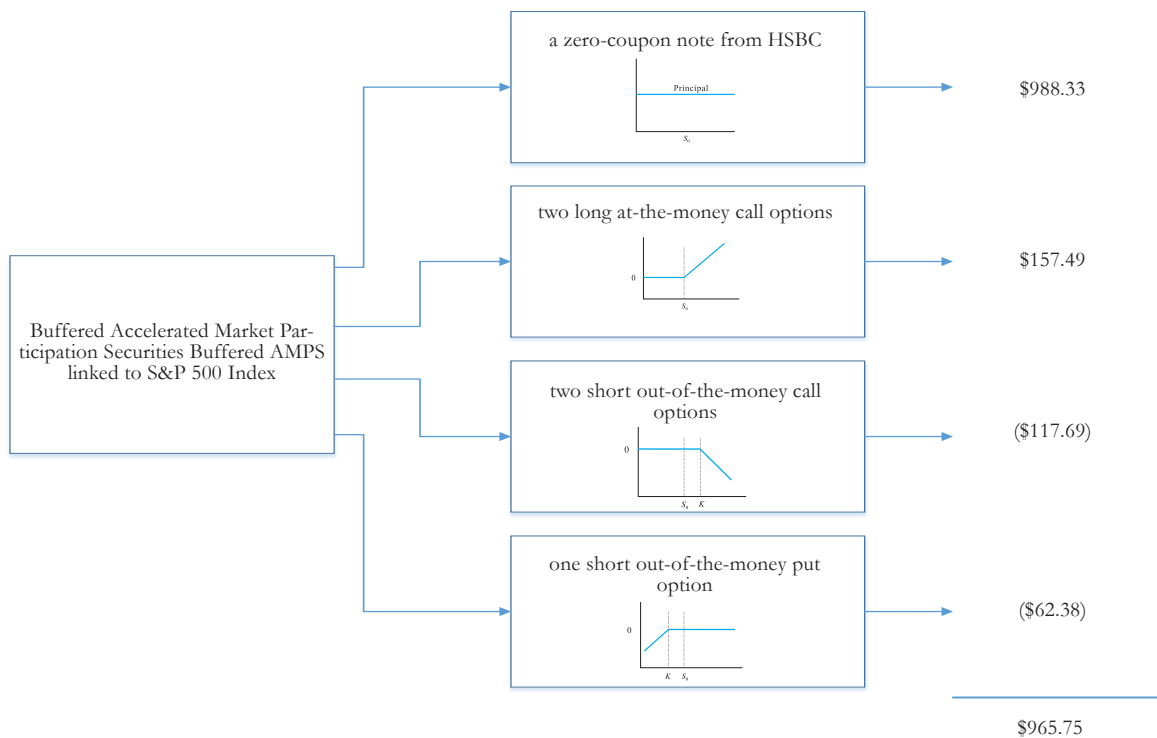 a zero-coupon note from HSBC
Principal
S₀
$988.33
two long at-the-money call options
0
S₀
$157.49
Buffered Accelerated Market Par-
ticipation Securities Buffered AMPS
linked to S&P 500 Index
two short out-of-the-money call
options
0
S₀ K
($117.69)
one short out-of-the-money put
option
0
K S₀
($62.38)
$965.75